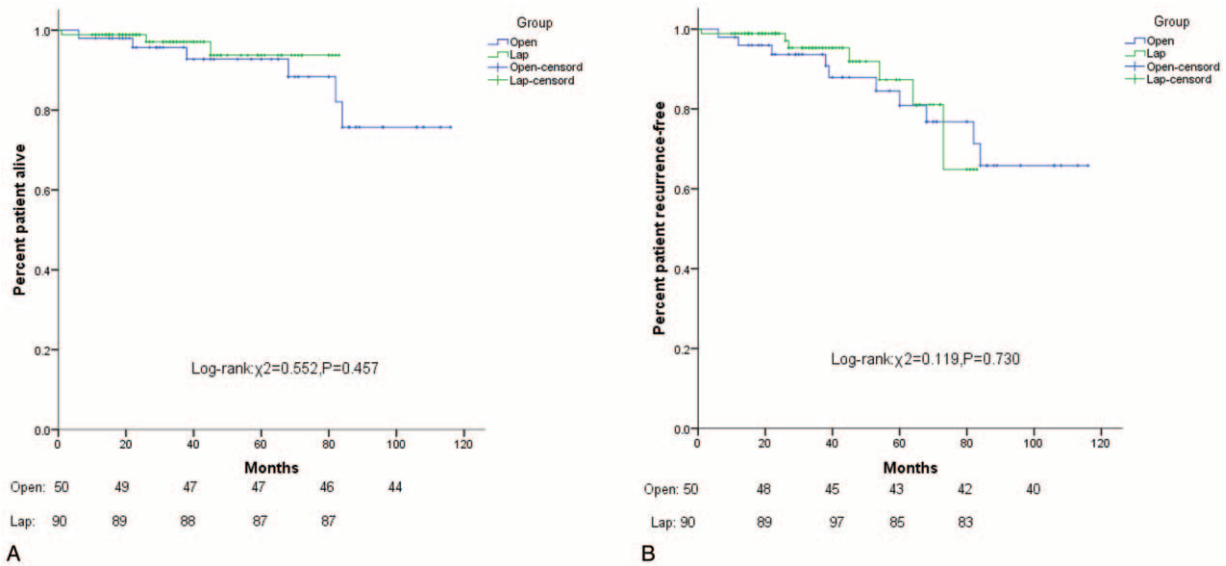 Group
Open
Lap
Open-censord
Lap-censord
Percent patient alive
1.0
0.8
0.6
0.4
0.2
0.0
Log-rank:χ2=0.552,P=0.457
0 20 40 60 80 100 120
Months
Open: 50 49 47 47 46 44
Lap: 90 89 88 87 87
A
Group
Open
Lap
Open-censord
Lap-censord
Percent patient recurrence-free
1.0
0.8
0.6
0.4
0.2
0.0
Log-rank:χ2=0.119,P=0.730
0 20 40 60 80 100 120
Months
Open: 50 48 45 43 42 40
Lap: 90 89 97 85 83
B